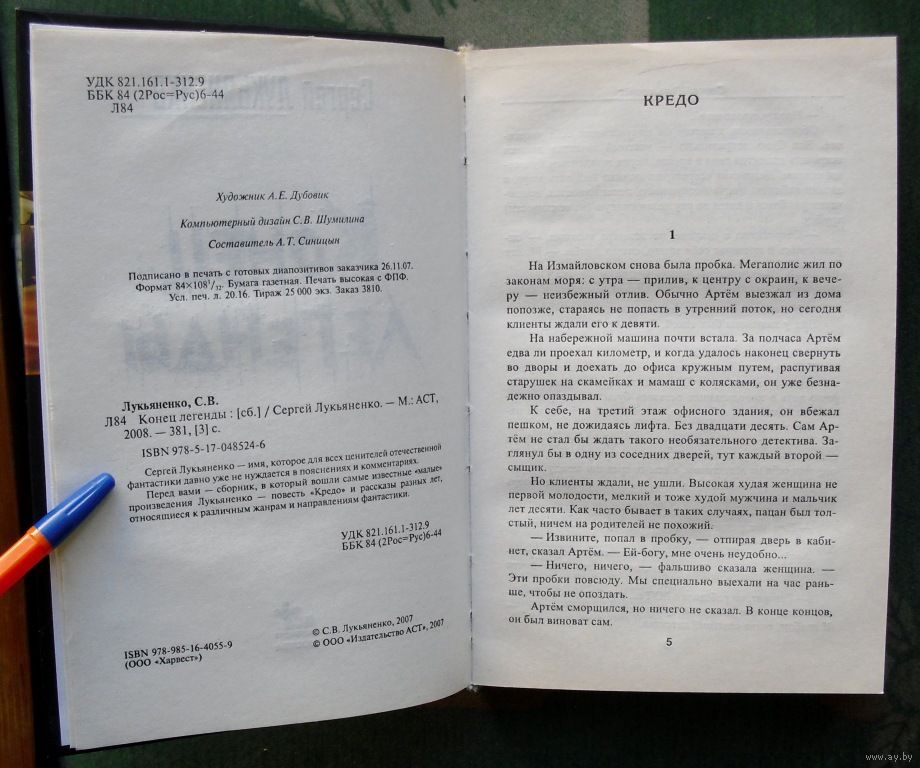 УДК 821.161.1-312.9
ББК 84 (2Рос=Рус)6-44
Л84
Художник А.Е. Дубовик
Компьютерный дизайн С.В. Шумилина
Составитель А.Т. Синицын
Подписано в печать с готовых диапозитивов заказчика 26.11.07.
Формат 84×108¹/₃₂. Бумага газетная. Печать высокая с ФПФ.
Усл. печ. л. 20.16. Тираж 25 000 экз. Заказ 3810.
Лукьяненко, С.В.
Л84 Конец легенды : [сб.] / Сергей Лукьяненко. — М.: АСТ,
2008. — 381, [3] с.
ISBN 978-5-17-048524-6
Сергей Лукьяненко — имя, которое для всех ценителей отечественной
фантастики давно уже не нуждается в пояснениях и комментариях.
Перед вами — сборник, в который вошли самые известные «малые»
произведения Лукьяненко — повесть «Кредо» и рассказы разных лет,
относящиеся к различным жанрам и направлениям фантастики.
УДК 821.161.1-312.9
ББК 84 (2Рос=Рус)6-44
© С.В. Лукьяненко, 2007
© ООО «Издательство АСТ», 2007
ISBN 978-985-16-4055-9
(ООО «Харвест»)
КРЕДО
1
На Измайловском снова была пробка. Мегаполис жил по
законам моря: с утра — прилив, к центру с окраин, к вече-
ру — неизбежный отлив. Обычно Артём выезжал из дома
попозже, стараясь не попасть в утренний поток, но сегодня
клиенты ждали его к девяти.
На набережной машина почти встала. За полчаса Артём
едва ли проехал километр, и когда удалось наконец свернуть
во дворы и доехать до офиса кружным путем, распугивая
старушек на скамейках и мамаш с колясками, он уже безна-
дежно опаздывал.
К себе, на третий этаж офисного здания, он вбежал
пешком, не дожидаясь лифта. Без двадцати десять. Сам Ар-
тём не стал бы ждать такого необязательного детектива. За-
глянул бы в одну из соседних дверей, тут каждый второй —
сыщик.
Но клиенты ждали, не ушли. Высокая худая женщина не
первой молодости, мелкий и тоже худой мужчина и мальчик
лет десяти. Как часто бывает в таких случаях, пацан был тол-
стый, ничем на родителей не похожий.
— Извините, попал в пробку, — отпирая дверь в каби-
нет, сказал Артём. — Ей-богу, мне очень неудобно...
— Ничего, ничего, — фальшиво сказала женщина. —
Эти пробки повсюду. Мы специально выехали на час рань-
ше, чтобы не опоздать.
Артём сморщился, но ничего не сказал. В конце концов,
он был виноват сам.
5
www.ay.by